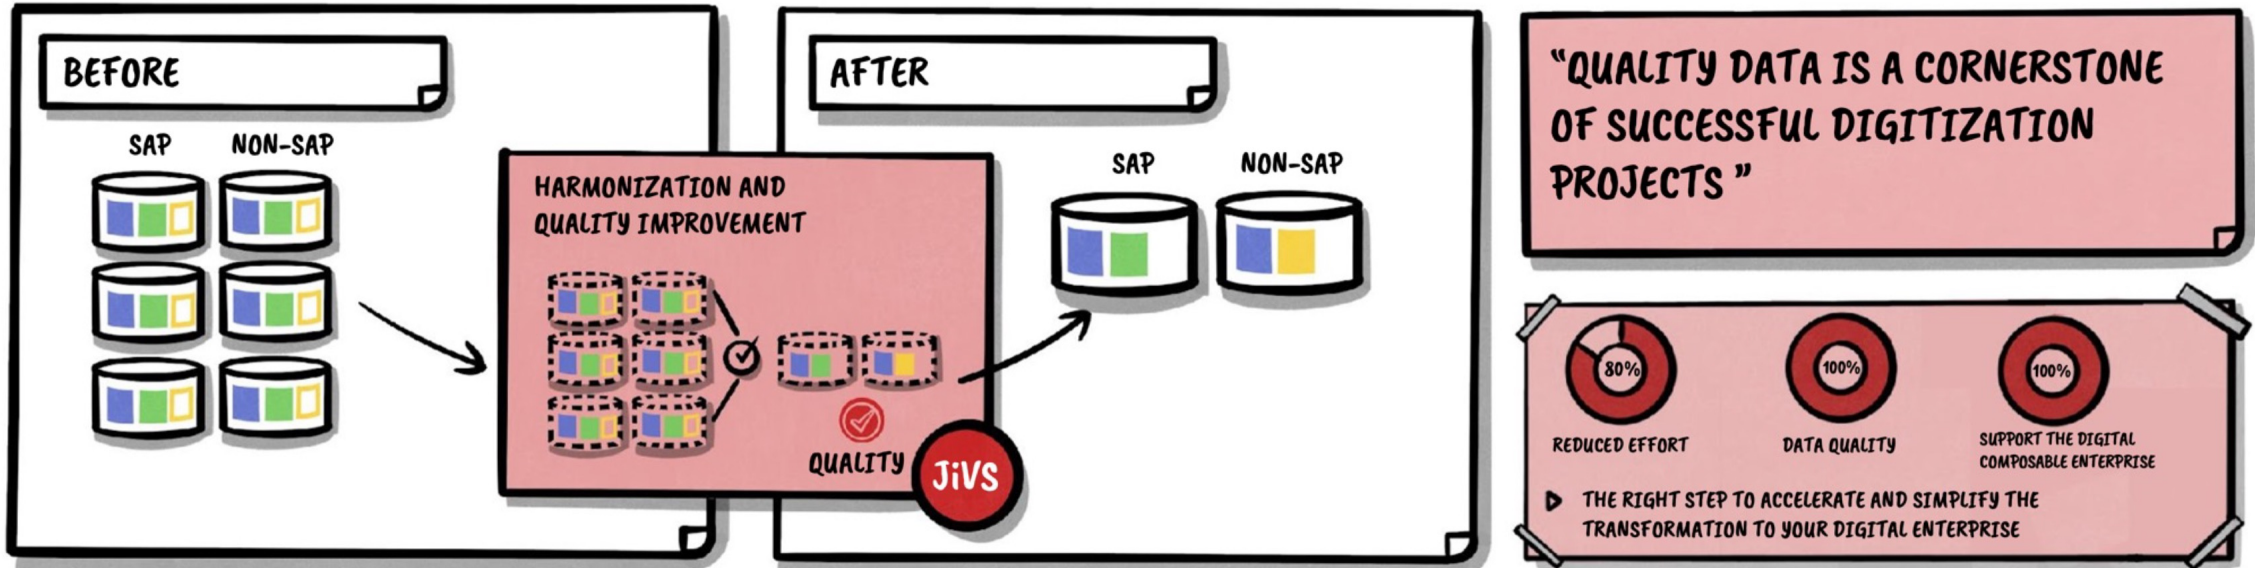 BEFORE
SAP
NON-SAP
HARMONIZATION AND
QUALITY IMPROVEMENT
QUALITY
JiVS
AFTER
SAP
NON-SAP
“QUALITY DATA IS A CORNERSTONE
OF SUCCESSFUL DIGITIZATION
PROJECTS ”
80%
REDUCED EFFORT
100%
DATA QUALITY
100%
SUPPORT THE DIGITAL
COMPOSABLE ENTERPRISE
THE RIGHT STEP TO ACCELERATE AND SIMPLIFY THE
TRANSFORMATION TO YOUR DIGITAL ENTERPRISE